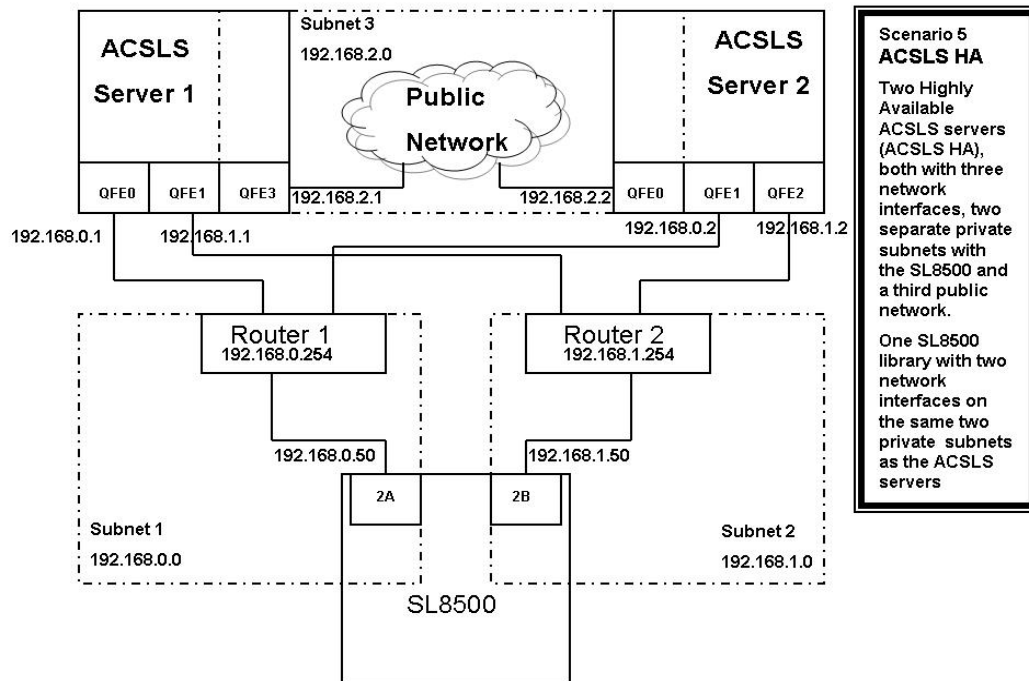 ACSLS
Server 1
Subnet 3
192.168.2.0
Public
Network
ACSLS
Server 2
QFE0
QFE1
QFE3
192.168.2.1
192.168.2.2
QFE0
QFE1
QFE2
192.168.0.1
192.168.1.1
192.168.0.2
192.168.1.2
Router 1
192.168.0.254
Router 2
192.168.1.254
192.168.0.50
192.168.1.50
2A
2B
Subnet 1
192.168.0.0
Subnet 2
192.168.1.0
SL8500
Scenario 5
ACSLS HA
Two Highly
Available
ACSLS servers
(ACSLS HA),
both with three
network
interfaces, two
separate private
subnets with
the SL8500 and
a third public
network.
One SL8500
library with two
network
interfaces on
the same two
private subnets
as the ACSLS
servers